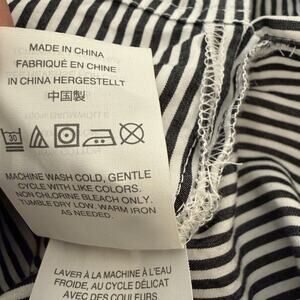 MADE IN CHINA
FABRIQUÉ EN CHINE
IN CHINA HERGESTELLT
中国製
30
MACHINE WASH COLD, GENTLE
CYCLE WITH LIKE COLORS.
NON CHLORINE BLEACH ONLY.
TUMBLE DRY LOW. WARM IRON
AS NEEDED.
LAVER À LA MACHINE À L'EAU
FROIDE, AU CYCLE DÉLICAT
AVEC DES COULEURS